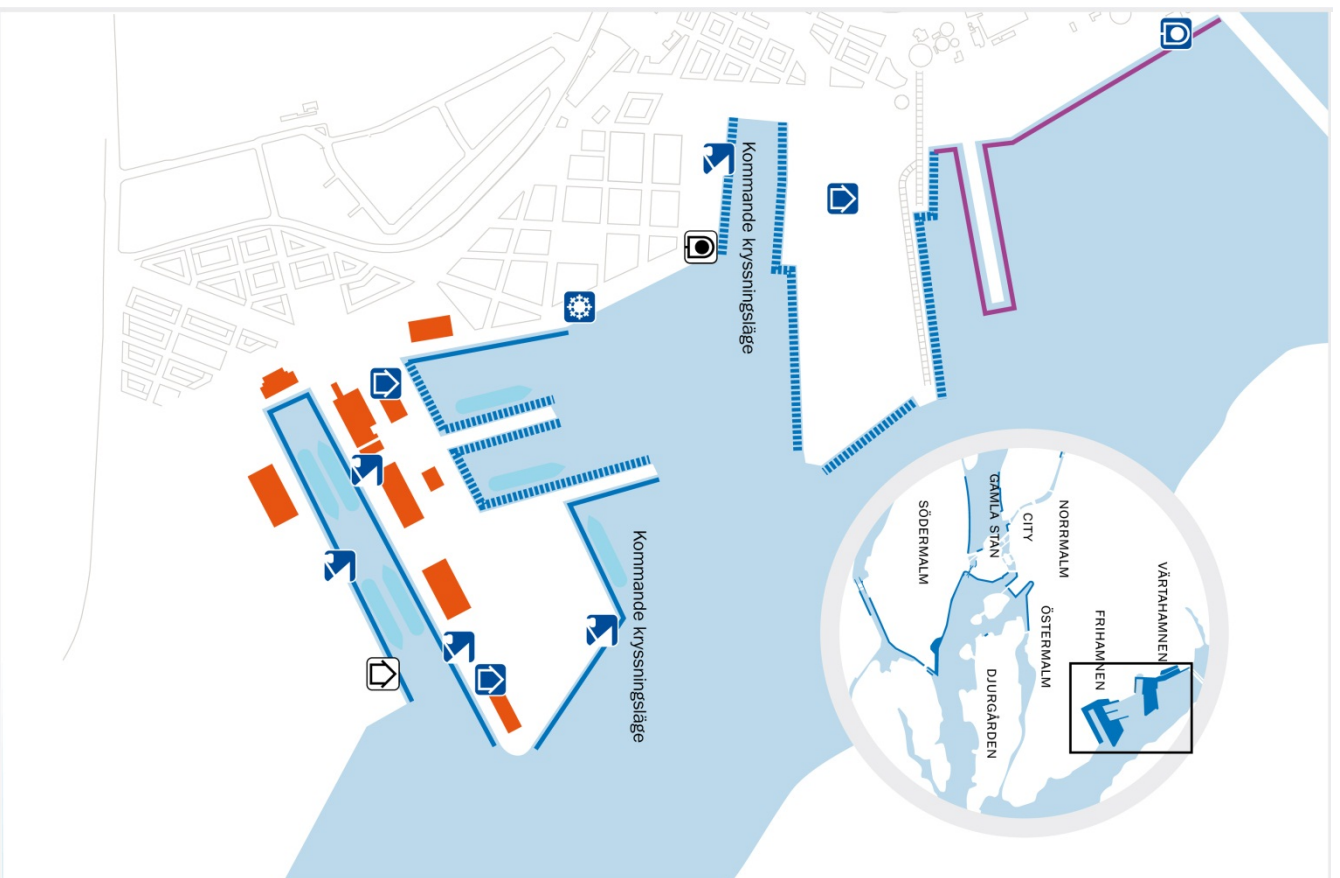 Kommande kryssningsläge
Kommande kryssningsläge
VÄRTAHAMNEN
FRIHAMNEN
NORRMALM
ÖSTERMALM
CITY
GAMLA STAN
DJURGÅRDEN
SÖDERMALM